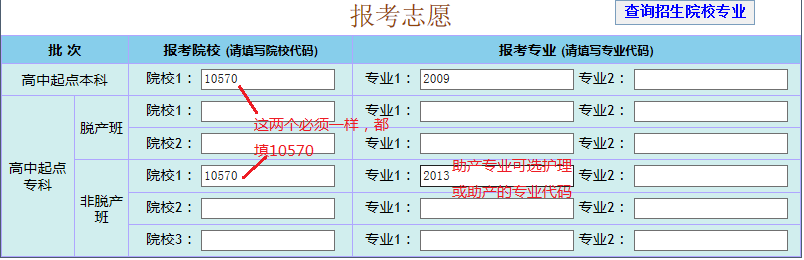 报考志愿
查询招生院校专业
批 次
报考院校 (请填写院校代码)
报考专业 (请填写专业代码)
高中起点本科
院校1： 10570
专业1： 2009
专业2：
高中起点
专科
脱产班
院校1：
专业1：
专业2：
这两个必须一样，都
填10570
院校2：
专业1：
专业2：
非脱产
班
院校1： 10570
专业1： 2013
专业2：
助产专业可选护理
或助产的专业代码
院校2：
专业1：
专业2：
院校3：
专业1：
专业2：